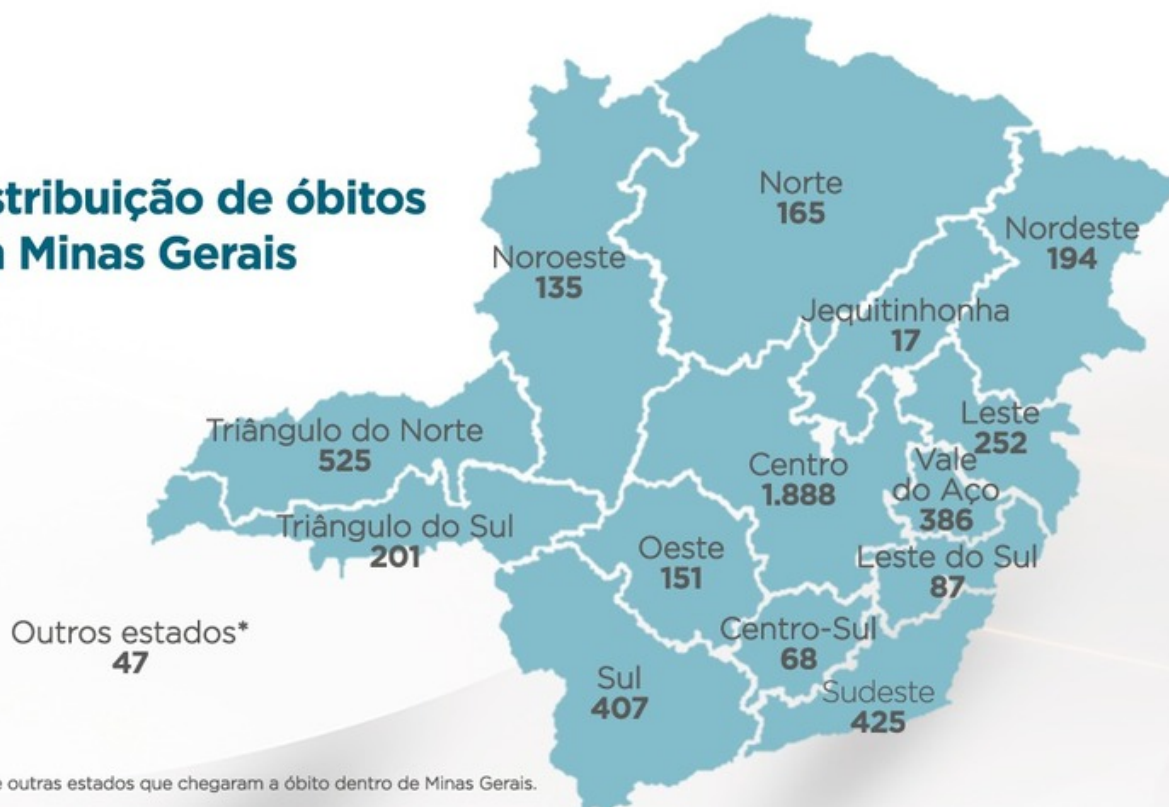 stribuição de óbitos
Minas Gerais
Norte
165
Nordeste
194
Noroeste
135
Jequitinhonha
17
Triângulo do Norte
525
Leste
252
Centro
1.888
Vale
do Aço
386
Triângulo do Sul
201
Oeste
151
Leste do Sul
87
Outros estados*
47
Centro-Sul
68
Sul
407
Sudeste
425
outras estados que chegaram a óbito dentro de Minas Gerais.